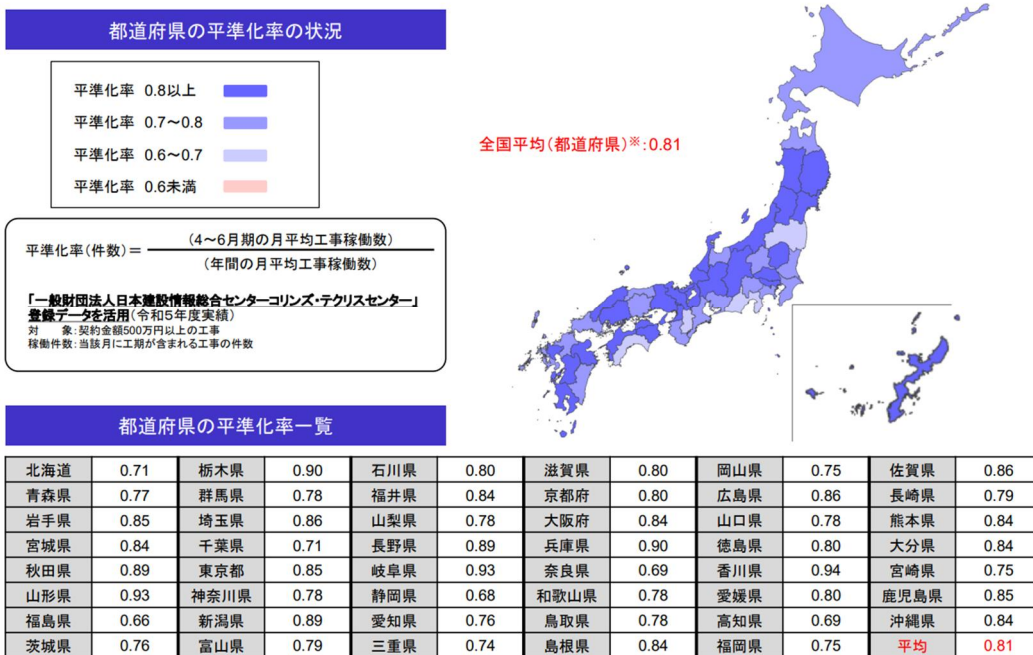 都道府県の平準化率の状況
平準化率 0.8以上
平準化率 0.7～0.8
平準化率 0.6～0.7
平準化率 0.6未満
全国平均（都道府県）※：0.81
平準化率（件数）＝ （4～6月期の月平均工事稼働数）
（年間の月平均工事稼働数）
「一般財団法人日本建設情報総合センターコリンズ・テクリスセンター」
登録データを活用（令和5年度実績）
対　　象：契約金額500万円以上の工事
稼働件数：当該月に工期が含まれる工事の件数
都道府県の平準化率一覧
北海道 0.71 栃木県 0.90 石川県 0.80 滋賀県 0.80 岡山県 0.75 佐賀県 0.86
青森県 0.77 群馬県 0.78 福井県 0.84 京都府 0.80 広島県 0.86 長崎県 0.79
岩手県 0.85 埼玉県 0.86 山梨県 0.78 大阪府 0.84 山口県 0.78 熊本県 0.84
宮城県 0.84 千葉県 0.71 長野県 0.89 兵庫県 0.90 徳島県 0.80 大分県 0.84
秋田県 0.89 東京都 0.85 岐阜県 0.93 奈良県 0.69 香川県 0.94 宮崎県 0.75
山形県 0.93 神奈川県 0.78 静岡県 0.68 和歌山県 0.78 愛媛県 0.80 鹿児島県 0.85
福島県 0.66 新潟県 0.89 愛知県 0.76 鳥取県 0.78 高知県 0.69 沖縄県 0.84
茨城県 0.76 富山県 0.79 三重県 0.74 島根県 0.84 福岡県 0.75 平均 0.81